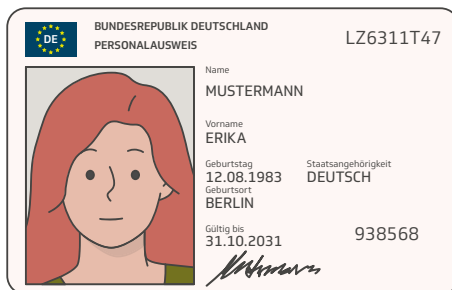 DE
BUNDESREPUBLIK DEUTSCHLAND
PERSONALAUSWEIS
LZ6311T47
Name
MUSTERMANN
Vorname
ERIKA
Geburtstag Staatsangehörigkeit
12.08.1983 DEUTSCH
Geburtsort
BERLIN
Gültig bis
31.10.2031 938568